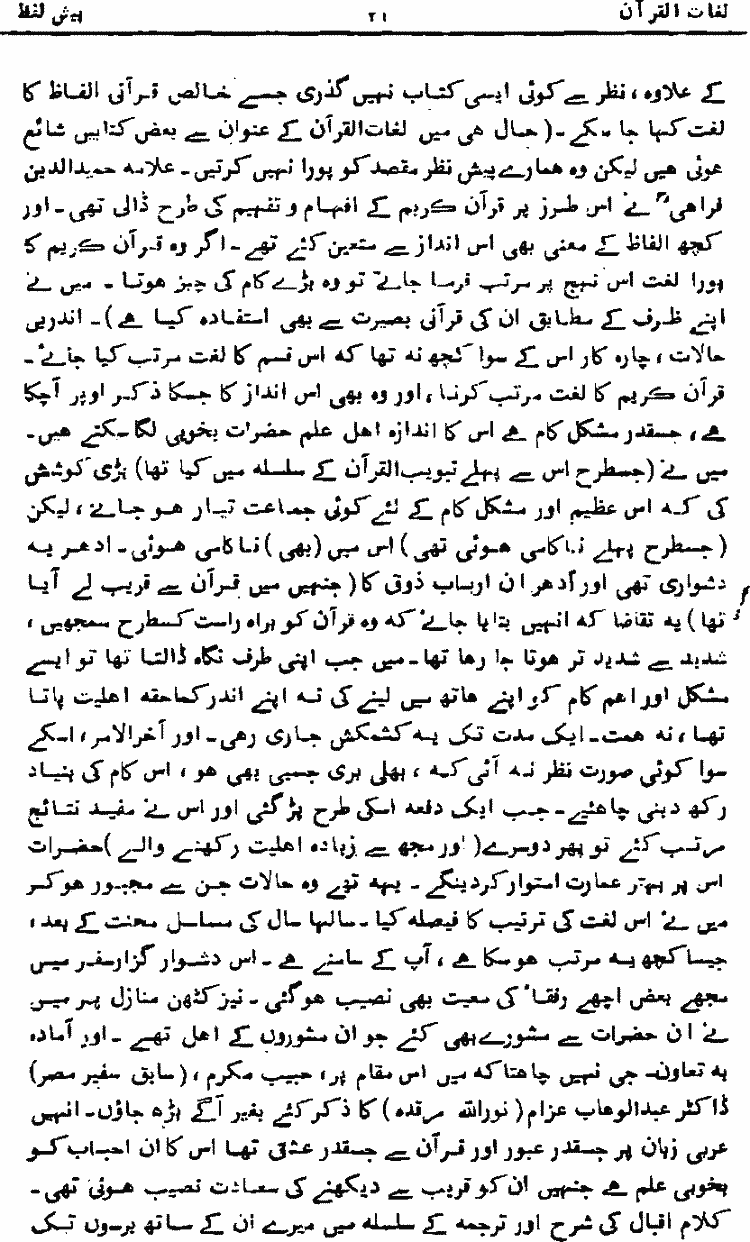 لغات القرآن ۲۱ پیش لفظ
کے علاوہ ، نظر سے کوئی ایسی کتاب نہیں گذری جسے خالص قرآنی الفاظ کا
لغت کہا جا سکے ۔ ( حال ھی میں لغات القرآن کے عنوان سے بعض کتابیں شائع
ھوئی ھیں لیکن وہ ھمارے پیش نظر مقصد کو پورا نہیں کرتیں ۔ علامہ حمیدالدین
فراھیؒ نے اس طرز پر قرآن کریم کے افہام و تفہیم کی طرح ڈالی تھی ۔ اور
کچھ الفاظ کے معنی بھی اس انداز سے متعین کئے تھے ۔ اگر وہ قرآن کریم کا
پورا لغت اس نہج پر مرتب فرما جاتے تو وہ بڑے کام کی چیز ھوتا ۔ میں نے
اپنے ظرف کے مطابق ان کی قرآنی بصیرت سے بھی استفادہ کیا ھے ) ۔ اندریں
حالات ، چارہ کار اس کے سوا کچھ نہ تھا کہ اس قسم کا لغت مرتب کیا جائے ۔
قرآن کریم کا لغت مرتب کرنا ، اور وہ بھی اس انداز کا جسکا ذکر اوپر آچکا
ھے ، جسقدر مشکل کام ھے اس کا اندازہ اھل علم حضرات بخوبی لگا سکتے ھیں ۔
میں نے (جسطرح اس سے پہلے تبویب القرآن کے سلسلہ میں کیا تھا) بڑی کوشش
کی کہ اس عظیم اور مشکل کام کے لئے کوئی جماعت تیار ھو جائے ، لیکن
( جسطرح پہلے ناکامی ھوئی تھی ) اس میں (بھی ) ناکامی ھوئی ۔ ادھر یہ
دشواری تھی اور اُدھر ان ارباب ذوق کا ( جنہیں میں قرآن سے قریب لے آیا
تھا ) یہ تقاضا کہ انہیں بتایا جائے کہ وہ قرآن کو براہ راست کسطرح سمجھیں ،
شدید سے شدید تر ھوتا جا رھا تھا ۔ میں جب اپنی طرف نگاہ ڈالتا تھا تو ایسے
مشکل اور اھم کام کو اپنے ھاتھ میں لینے کی نہ اپنے اندر کماحقہ اھلیت پاتا
تھا ، نہ ھمت ۔ ایک مدت تک یہ کشمکش جاری رھی ۔ اور آخرالامر ، اسکے
سوا کوئی صورت نظر نہ آئی کہ ، بھلی بری جیسی بھی ھو ، اس کام کی بنیاد
رکھ دینی چاھئیے ۔ جب ایک دفعہ اسکی طرح پڑ گئی اور اس نے مفید نتائج
مرتب کئے تو پھر دوسرے ( اور مجھ سے زیادہ اھلیت رکھنے والے ) حضرات
اس پر بہتر عمارت استوار کردینگے ۔ یہ تھے وہ حالات جن سے مجبور ھو کر
میں نے اس لغت کی ترتیب کا فیصلہ کیا ۔ سالہا سال کی مسلسل محنت کے بعد ،
جیسا کچھ یہ مرتب ھوسکا ھے ، آپ کے سامنے ھے ۔ اس دشوار گزار سفر میں
مجھے بعض اچھے رفقاء کی معیت بھی نصیب ھوگئی ۔ نیز کٹھن منازل پر میں
نے ان حضرات سے مشورے بھی کئے جو ان مشوروں کے اھل تھے ۔ اور آمادہ
بہ تعاون ۔ جی نہیں چاھتا کہ میں اس مقام پر ، حبیب مکرم ، (سابق سفیر مصر)
ڈاکٹر عبدالوھاب عزام ( نوراللہ مرقدہ ) کا ذکر کئے بغیر آگے بڑھ جاؤں ۔ انہیں
عربی زبان پر جسقدر عبور اور قرآن سے جسقدر عشق تھا اس کا ان احباب کو
بخوبی علم ھے جنہیں ان کو قریب سے دیکھنے کی سعادت نصیب ھوئی تھی ۔
کلام اقبال کی شرح اور ترجمہ کے سلسلہ میں میرے ان کے ساتھ برسوں تک